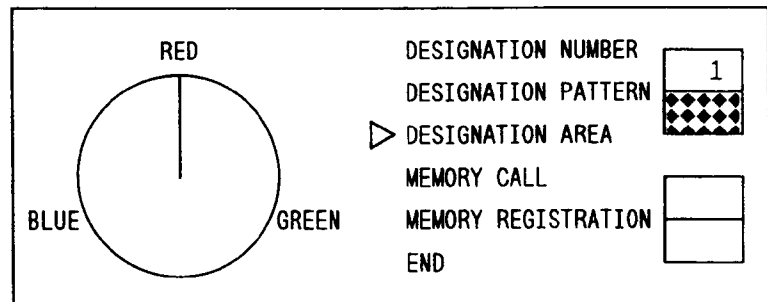 RED
BLUE
GREEN
DESIGNATION NUMBER
1
DESIGNATION PATTERN
DESIGNATION AREA
MEMORY CALL
MEMORY REGISTRATION
END